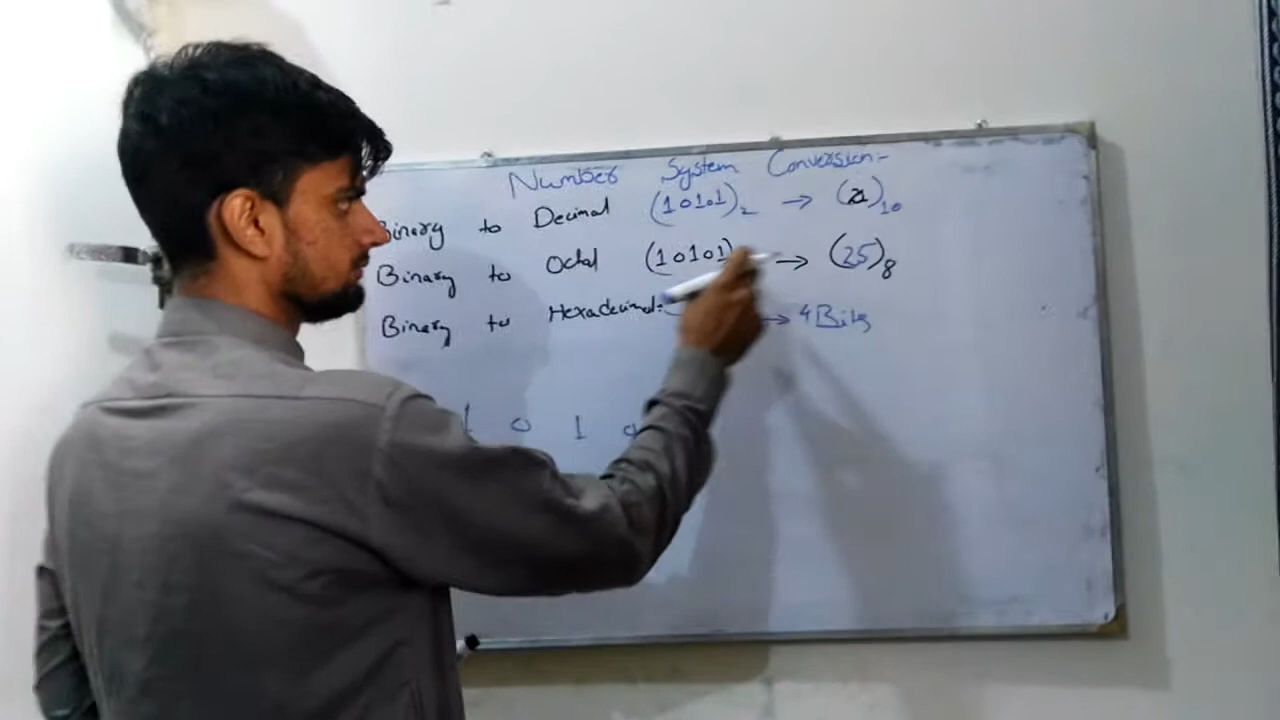 Number System Conversion:-
Binary to Decimal (10101)2 → (21)10
Binary to Octal (10101) → (25)8
Binary to Hexadecimal:- → 4 Bits
1 0 1 0